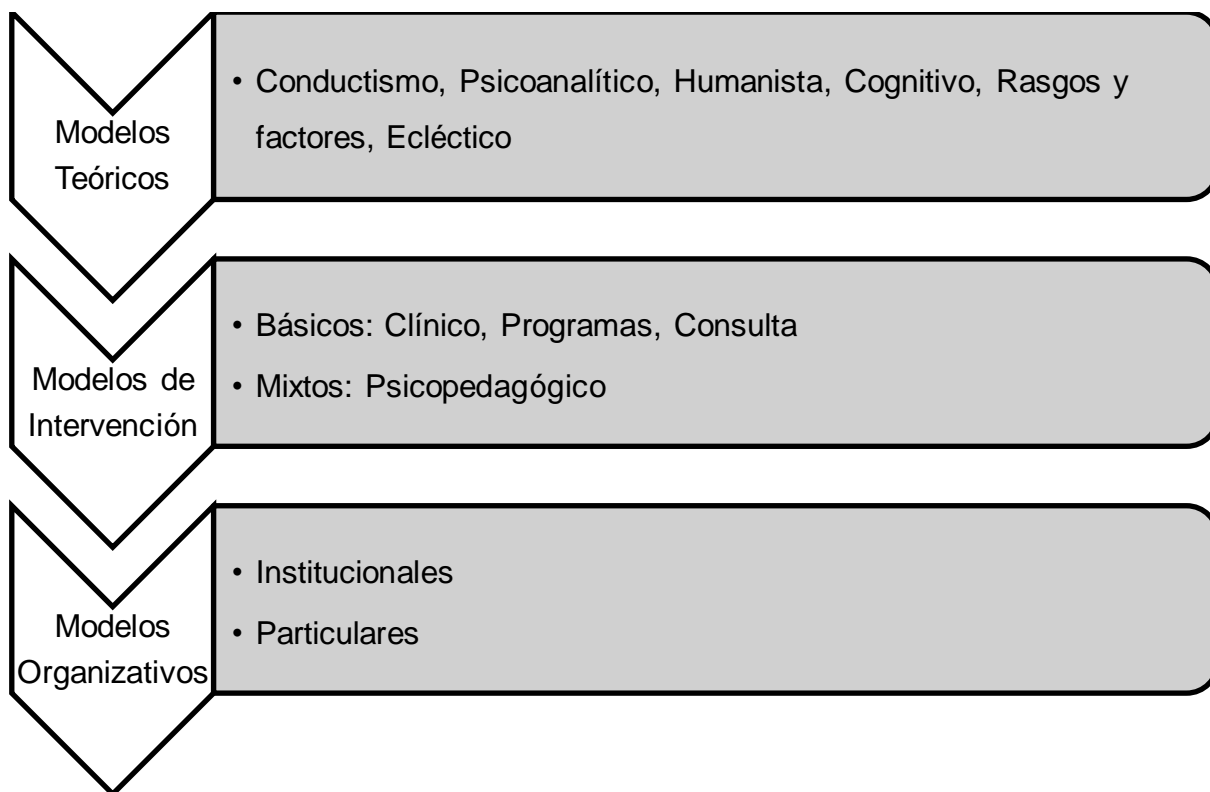 Modelos
Teóricos
• Conductismo, Psicoanalítico, Humanista, Cognitivo, Rasgos y
factores, Ecléctico
Modelos de
Intervención
• Básicos: Clínico, Programas, Consulta
• Mixtos: Psicopedagógico
Modelos
Organizativos
• Institucionales
• Particulares